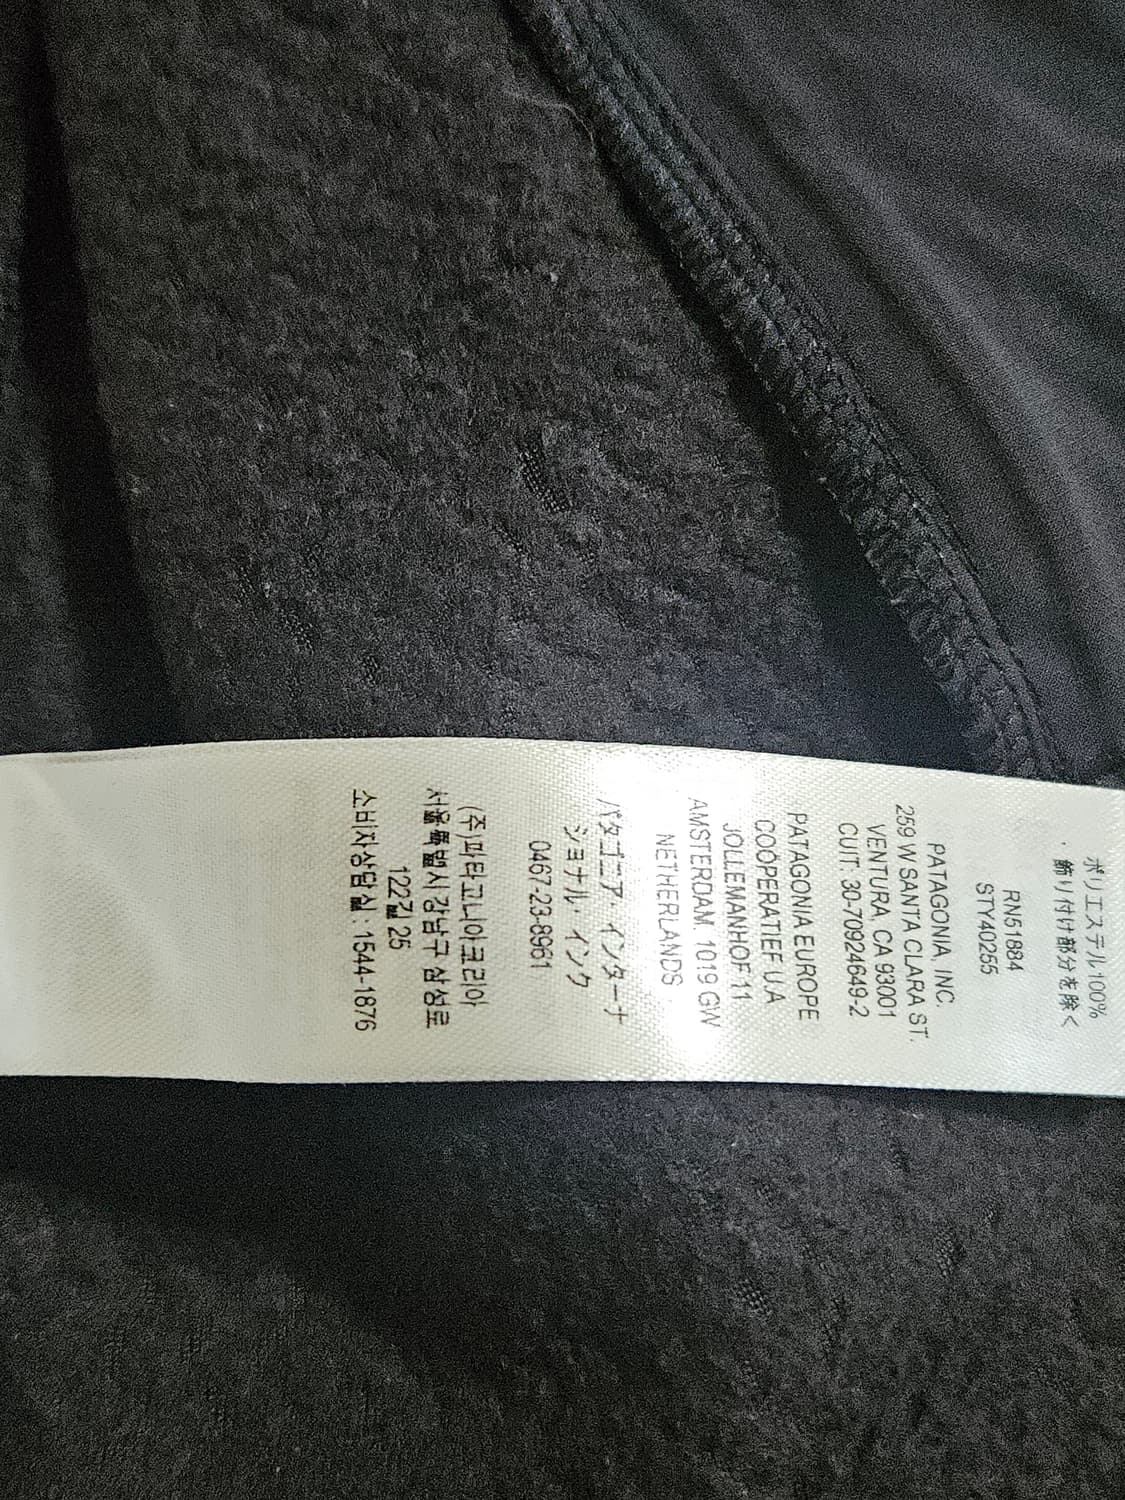 ポリエステル100%
・飾り付け部分を除く
RN51884
STY40255
PATAGONIA, INC.
259 W SANTA CLARA ST.
VENTURA, CA 93001
CUIT: 30-70924649-2
PATAGONIA EUROPE
COÖPERATIEF U.A
JOLLEMANHOF 11
AMSTERDAM, 1019 GW
NETHERLANDS
パタゴニア・インターナ
ショナル・インク
0467-23-8961
(주)파타고니아코리아
서울특별시 강남구 삼성로
122길 25
소비자상담실 : 1544-1876